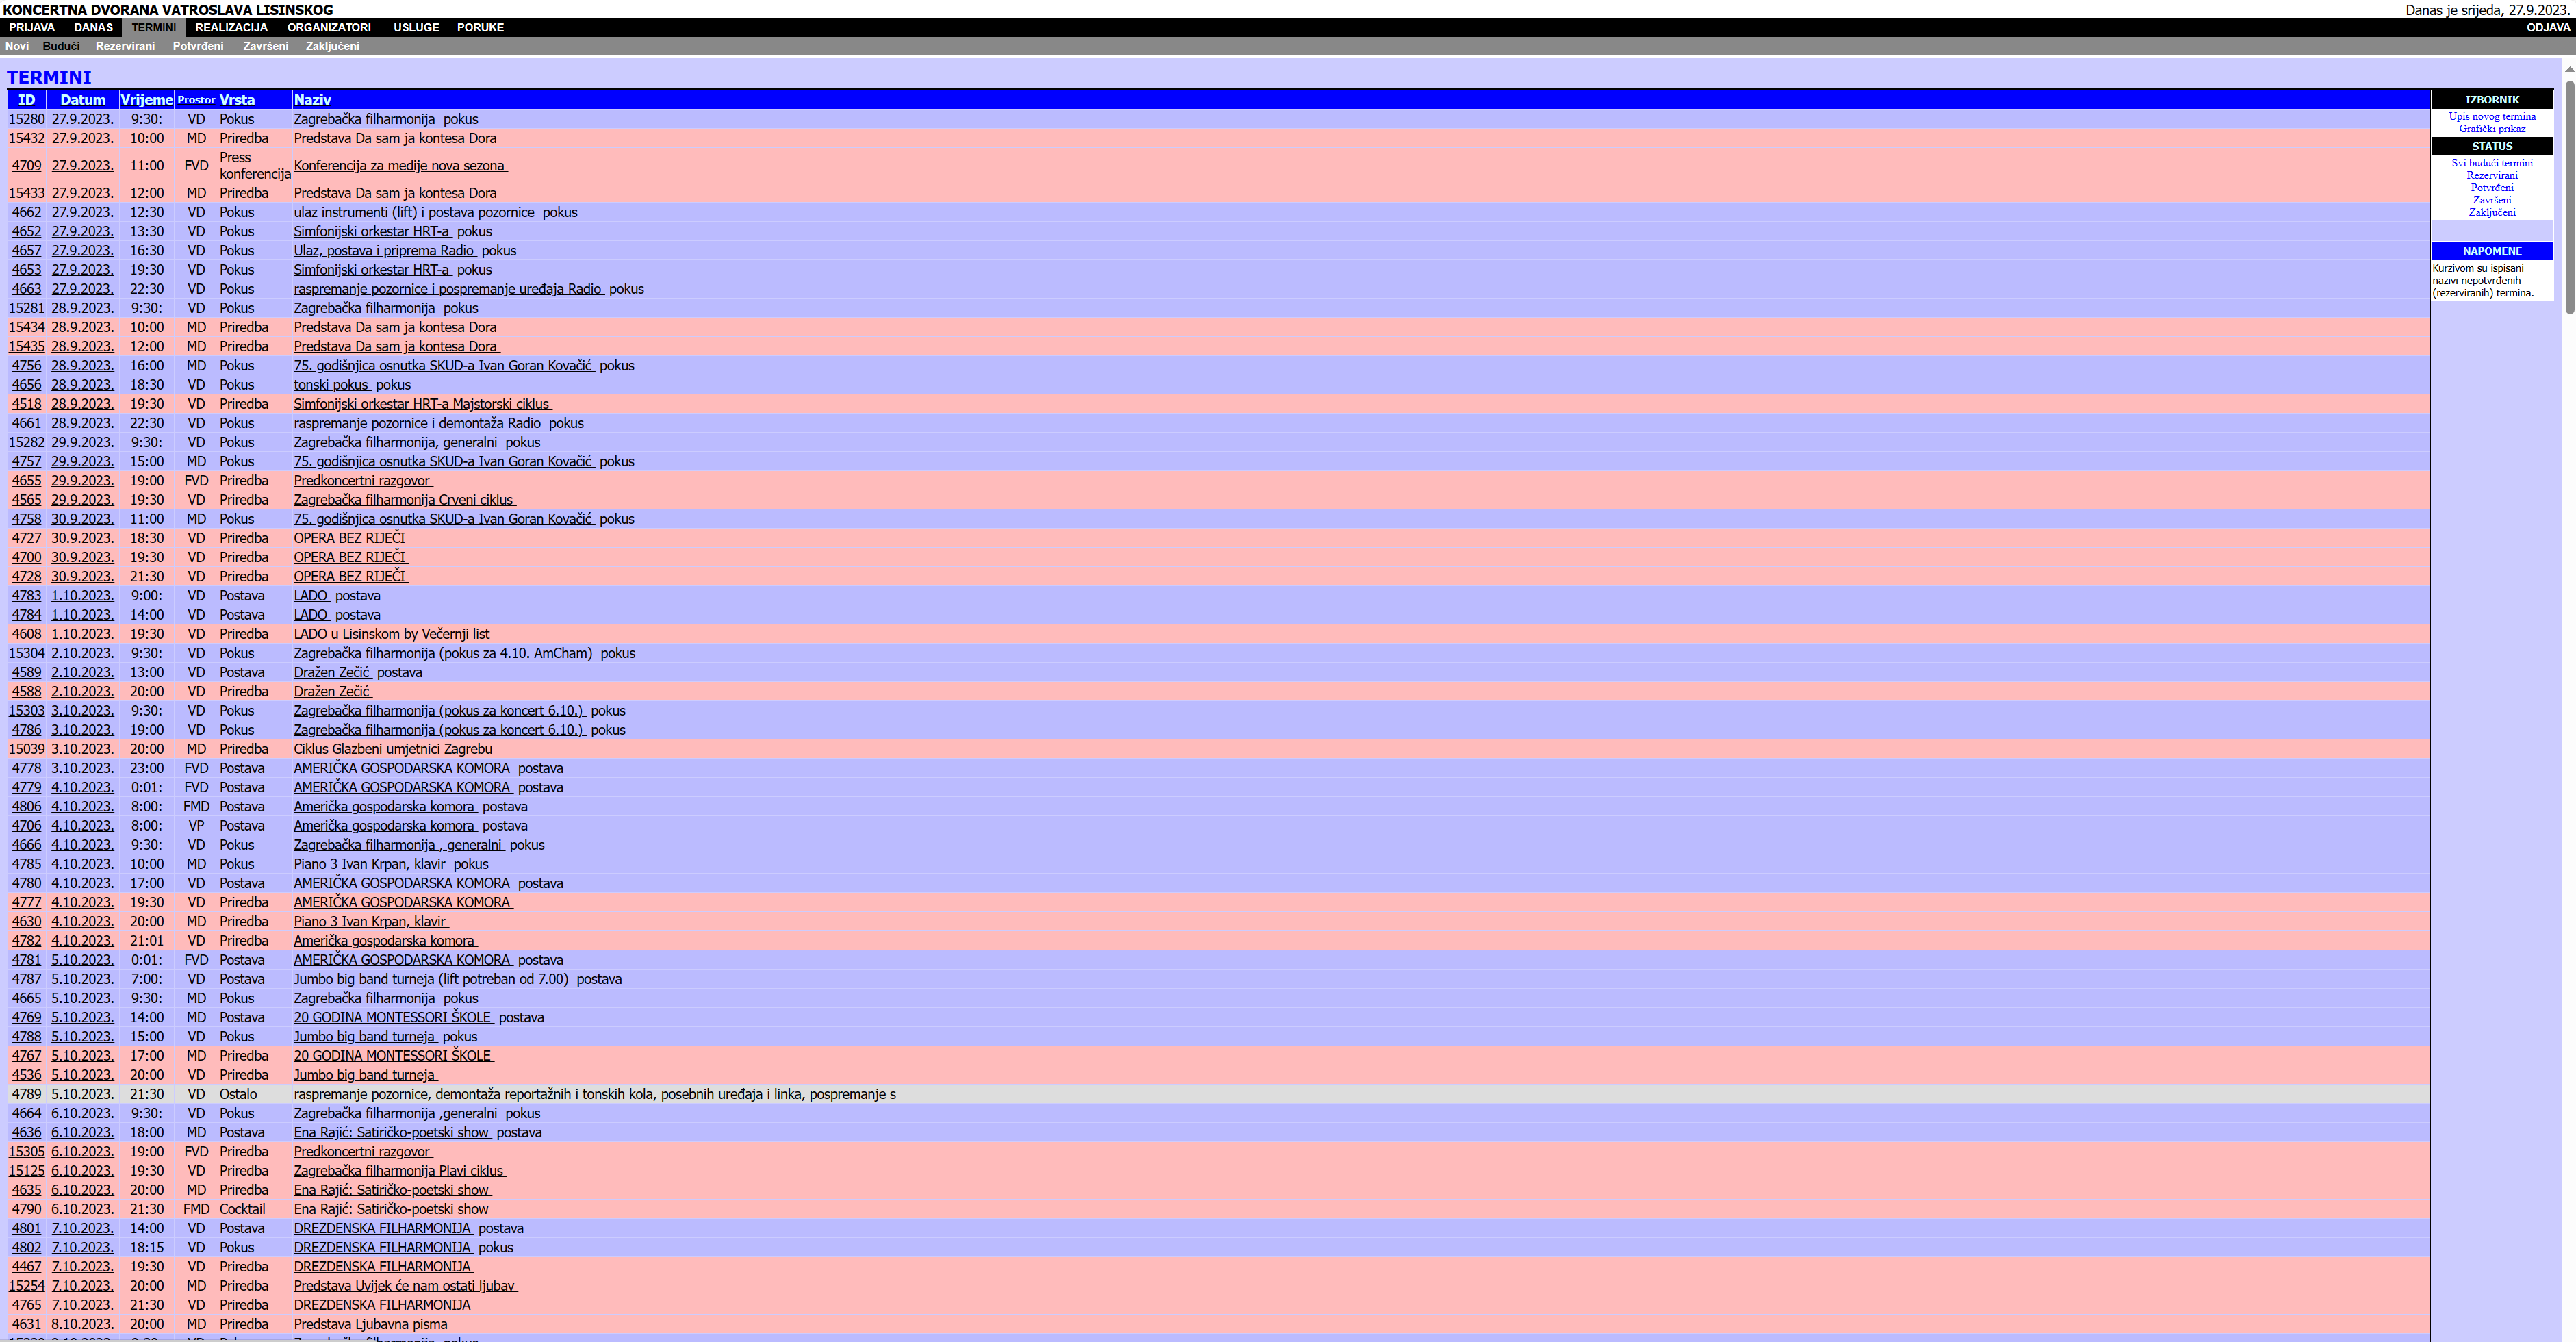 KONCERTNA DVORANA VATROSLAVA LISINSKOG Danas je srijeda, 27.9.2023.
PRIJAVA DANAS TERMINI REALIZACIJA ORGANIZATORI USLUGE PORUKE ODJAVA
Novi Budući Rezervirani Potvrđeni Završeni Zaključeni
TERMINI
ID Datum Vrijeme Prostor Vrsta Naziv
15280 27.9.2023. 9:30: VD Pokus Zagrebačka filharmonija pokus
15432 27.9.2023. 10:00 MD Priredba Predstava Da sam ja kontesa Dora
4709 27.9.2023. 11:00 FVD Press konferencija Konferencija za medije nova sezona
15433 27.9.2023. 12:00 MD Priredba Predstava Da sam ja kontesa Dora
4662 27.9.2023. 12:30 VD Pokus ulaz instrumenti (lift) i postava pozornice pokus
4652 27.9.2023. 13:30 VD Pokus Simfonijski orkestar HRT-a pokus
4657 27.9.2023. 16:30 VD Pokus Ulaz, postava i priprema Radio pokus
4653 27.9.2023. 19:30 VD Pokus Simfonijski orkestar HRT-a pokus
4663 27.9.2023. 22:30 VD Pokus raspremanje pozornice i pospremanje uređaja Radio pokus
15281 28.9.2023. 9:30: VD Pokus Zagrebačka filharmonija pokus
15434 28.9.2023. 10:00 MD Priredba Predstava Da sam ja kontesa Dora
15435 28.9.2023. 12:00 MD Priredba Predstava Da sam ja kontesa Dora
4756 28.9.2023. 16:00 MD Pokus 75. godišnjica osnutka SKUD-a Ivan Goran Kovačić pokus
4656 28.9.2023. 18:30 VD Pokus tonski pokus pokus
4518 28.9.2023. 19:30 VD Priredba Simfonijski orkestar HRT-a Majstorski ciklus
4661 28.9.2023. 22:30 VD Pokus raspremanje pozornice i demontaža Radio pokus
15282 29.9.2023. 9:30: VD Pokus Zagrebačka filharmonija, generalni pokus
4757 29.9.2023. 15:00 MD Pokus 75. godišnjica osnutka SKUD-a Ivan Goran Kovačić pokus
4655 29.9.2023. 19:00 FVD Priredba Predkoncertni razgovor
4565 29.9.2023. 19:30 VD Priredba Zagrebačka filharmonija Crveni ciklus
4758 30.9.2023. 11:00 MD Pokus 75. godišnjica osnutka SKUD-a Ivan Goran Kovačić pokus
4727 30.9.2023. 18:30 VD Priredba OPERA BEZ RIJEČI
4700 30.9.2023. 19:30 VD Priredba OPERA BEZ RIJEČI
4728 30.9.2023. 21:30 VD Priredba OPERA BEZ RIJEČI
4783 1.10.2023. 9:00: VD Postava LADO postava
4784 1.10.2023. 14:00 VD Postava LADO postava
4608 1.10.2023. 19:30 VD Priredba LADO u Lisinskom by Večernji list
15304 2.10.2023. 9:30: VD Pokus Zagrebačka filharmonija (pokus za 4.10. AmCham) pokus
4589 2.10.2023. 13:00 VD Postava Dražen Zečić postava
4588 2.10.2023. 20:00 VD Priredba Dražen Zečić
15303 3.10.2023. 9:30: VD Pokus Zagrebačka filharmonija (pokus za koncert 6.10.) pokus
4786 3.10.2023. 19:00 VD Pokus Zagrebačka filharmonija (pokus za koncert 6.10.) pokus
15039 3.10.2023. 20:00 MD Priredba Ciklus Glazbeni umjetnici Zagrebu
4778 3.10.2023. 23:00 FVD Postava AMERIČKA GOSPODARSKA KOMORA postava
4779 4.10.2023. 0:01: FVD Postava AMERIČKA GOSPODARSKA KOMORA postava
4806 4.10.2023. 8:00: FMD Postava Američka gospodarska komora postava
4706 4.10.2023. 8:00: VP Postava Američka gospodarska komora postava
4666 4.10.2023. 9:30: VD Pokus Zagrebačka filharmonija , generalni pokus
4785 4.10.2023. 10:00 MD Pokus Piano 3 Ivan Krpan, klavir pokus
4780 4.10.2023. 17:00 VD Postava AMERIČKA GOSPODARSKA KOMORA postava
4777 4.10.2023. 19:30 VD Priredba AMERIČKA GOSPODARSKA KOMORA
4630 4.10.2023. 20:00 MD Priredba Piano 3 Ivan Krpan, klavir
4782 4.10.2023. 21:01 VD Priredba Američka gospodarska komora
4781 5.10.2023. 0:01: FVD Postava AMERIČKA GOSPODARSKA KOMORA postava
4787 5.10.2023. 7:00: VD Postava Jumbo big band turneja (lift potreban od 7.00) postava
4665 5.10.2023. 9:30: MD Pokus Zagrebačka filharmonija pokus
4769 5.10.2023. 14:00 MD Postava 20 GODINA MONTESSORI ŠKOLE postava
4788 5.10.2023. 15:00 VD Pokus Jumbo big band turneja pokus
4767 5.10.2023. 17:00 MD Priredba 20 GODINA MONTESSORI ŠKOLE
4536 5.10.2023. 20:00 VD Priredba Jumbo big band turneja
4789 5.10.2023. 21:30 VD Ostalo raspremanje pozornice, demontaža reportažnih i tonskih kola, posebnih uređaja i linka, pospremanje s
4664 6.10.2023. 9:30: VD Pokus Zagrebačka filharmonija ,generalni pokus
4636 6.10.2023. 18:00 MD Postava Ena Rajić: Satiričko-poetski show postava
15305 6.10.2023. 19:00 FVD Priredba Predkoncertni razgovor
15125 6.10.2023. 19:30 VD Priredba Zagrebačka filharmonija Plavi ciklus
4635 6.10.2023. 20:00 MD Priredba Ena Rajić: Satiričko-poetski show
4790 6.10.2023. 21:30 FMD Cocktail Ena Rajić: Satiričko-poetski show
4801 7.10.2023. 14:00 VD Postava DREZDENSKA FILHARMONIJA postava
4802 7.10.2023. 18:15 VD Pokus DREZDENSKA FILHARMONIJA pokus
4467 7.10.2023. 19:30 VD Priredba DREZDENSKA FILHARMONIJA
15254 7.10.2023. 20:00 MD Priredba Predstava Uvijek će nam ostati ljubav
4765 7.10.2023. 21:30 VD Priredba DREZDENSKA FILHARMONIJA
4631 8.10.2023. 20:00 MD Priredba Predstava Ljubavna pisma
IZBORNIK
Upis novog termina
Grafički prikaz
STATUS
Svi budući termini
Rezervirani
Potvrđeni
Završeni
Zaključeni
NAPOMENE
Kurzivom su ispisani
nazivi nepotvrđenih
(rezerviranih) termina.